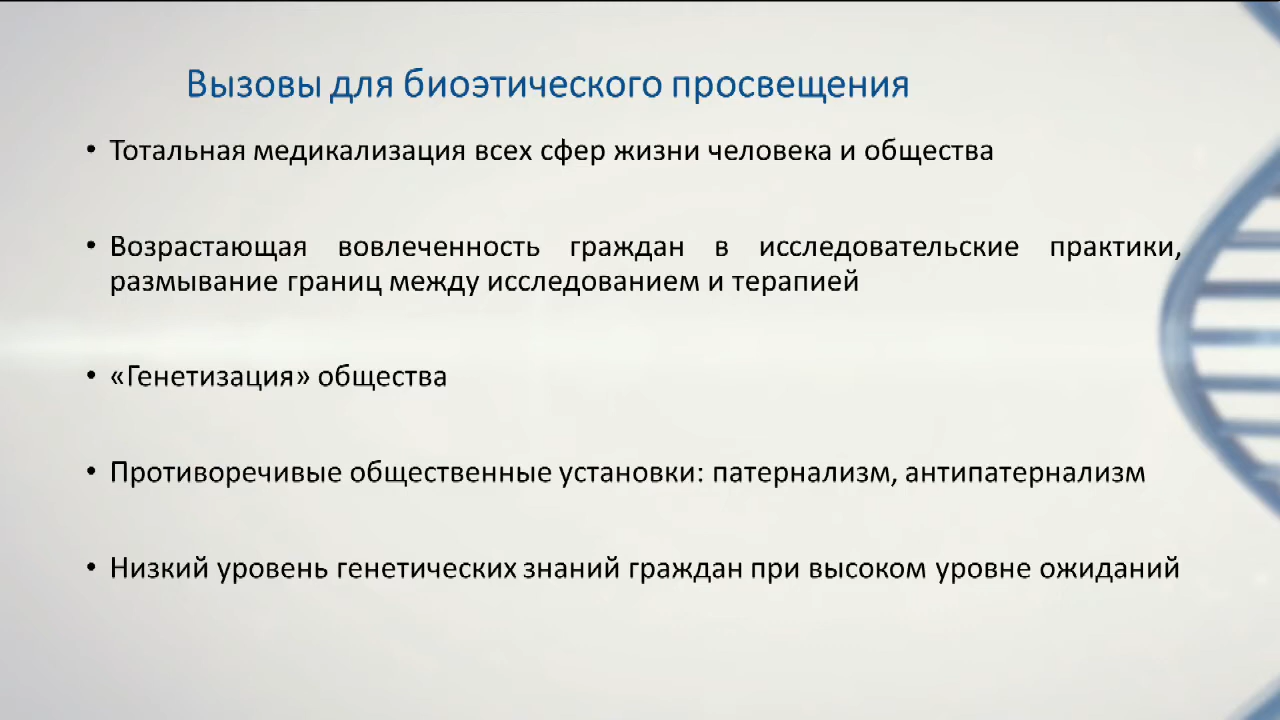 Вызовы для биоэтического просвещения
• Тотальная медикализация всех сфер жизни человека и общества
• Возрастающая вовлеченность граждан в исследовательские практики,
размывание границ между исследованием и терапией
• «Генетизация» общества
• Противоречивые общественные установки: патернализм, антипатернализм
• Низкий уровень генетических знаний граждан при высоком уровне ожиданий